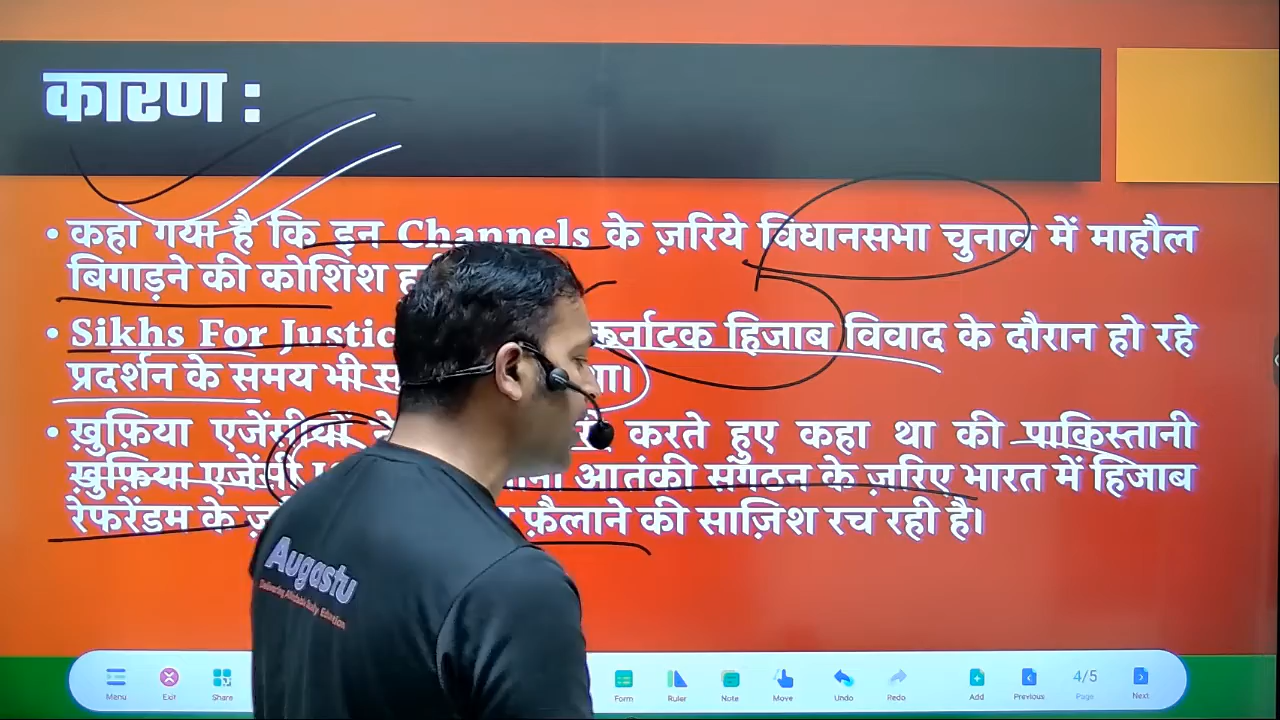 कारण :
• कहा गया है कि इन Channels के ज़रिये विधानसभा चुनाव में माहौल
बिगाड़ने की कोशिश
• Sikhs For कर्नाटक हिजाब विवाद के दौरान हो रहे
प्रदर्शन के समय भी
• ख़ुफ़िया एजेंसीयों करते हुए कहा था की पाकिस्तानी
ख़ुफ़िया एजेंसी आतंकी संगठन के ज़रिए भारत में हिजाब
रेफरेंडम के फ़ैलाने की साज़िश रच रही है।
Augastu
Menu Exit Share Form Ruler Note Move Undo Redo Add Previous 4/5 Page Next